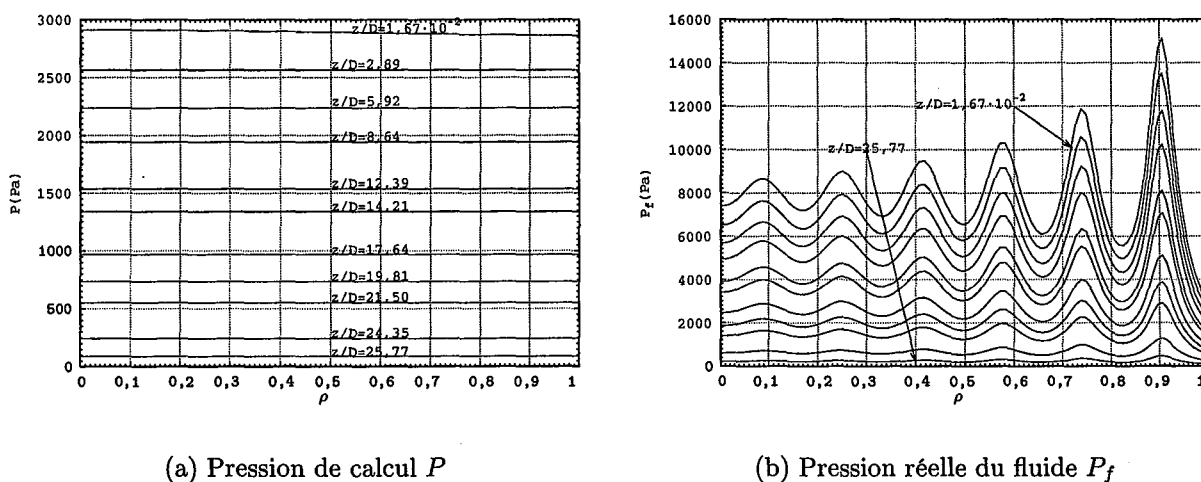 3000
2500
2000
1500
1000
500
0
P(Pa)
z/D=1,67·10⁻²
z/D=2,89
z/D=5,92
z/D=8,64
z/D=12,39
z/D=14,21
z/D=17,64
z/D=19,81
z/D=21,50
z/D=24,35
z/D=25,77
0 0,1 0,2 0,3 0,4 0,5 0,6 0,7 0,8 0,9 1
ρ
(a) Pression de calcul P
16000
14000
12000
10000
8000
6000
4000
2000
0
P_f(Pa)
z/D=1,67·10⁻²
z/D=25,77
0 0,1 0,2 0,3 0,4 0,5 0,6 0,7 0,8 0,9 1
ρ
(b) Pression réelle du fluide P_f